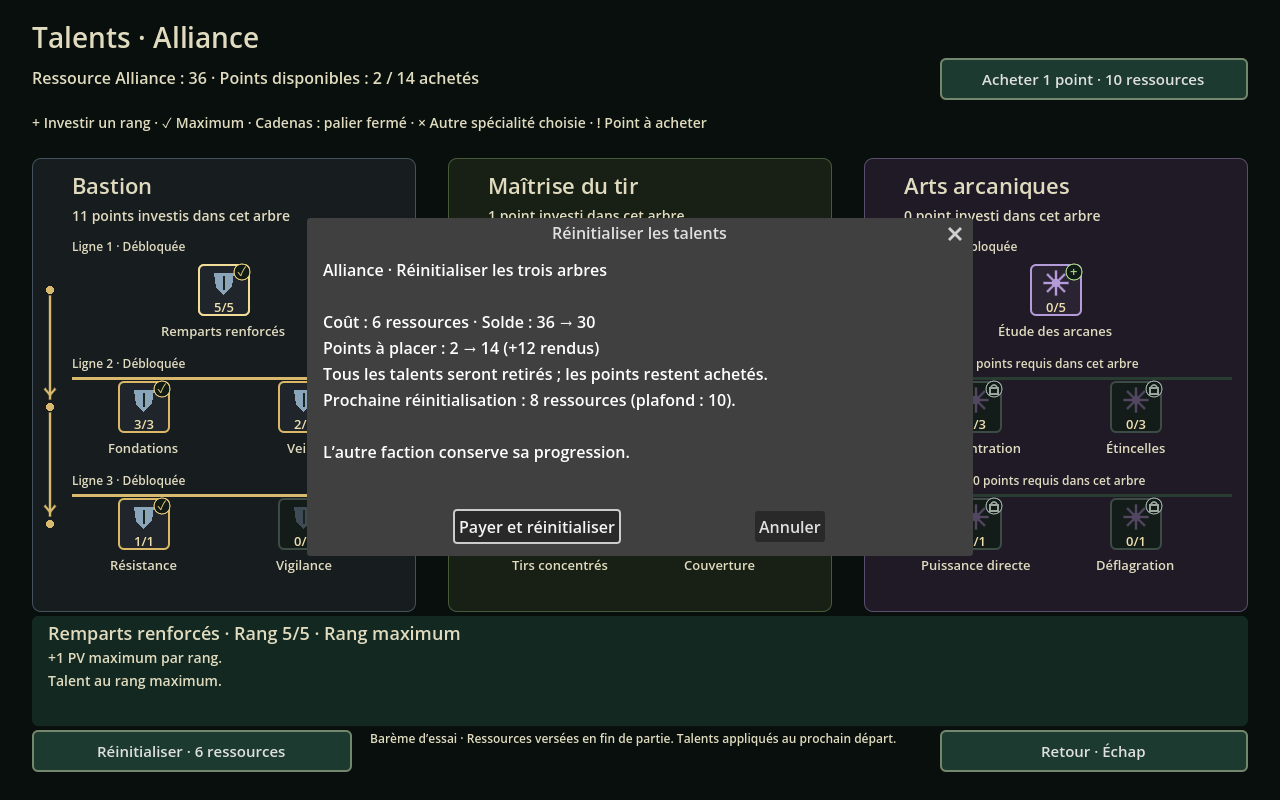 Talents · Alliance
Ressource Alliance : 36 · Points disponibles : 2 / 14 achetés
Acheter 1 point · 10 ressources
+ Investir un rang · ✓ Maximum · Cadenas : palier fermé · × Autre spécialité choisie · ! Point à acheter
Bastion
11 points investis dans cet arbre
Ligne 1 · Débloquée
5/5
Remparts renforcés
Ligne 2 · Débloquée
3/3
Fondations
Ligne 3 · Débloquée
1/1
Résistance
Vigilance
Maîtrise du tir
1 point investi dans cet arbre
Tirs concentrés
Couverture
Arts arcaniques
0 point investi dans cet arbre
+
0/5
Étude des arcanes
points requis dans cet arbre
0/3
Étincelles
0 points requis dans cet arbre
0/1
Puissance directe
Déflagration
Réinitialiser les talents
Alliance · Réinitialiser les trois arbres
Coût : 6 ressources · Solde : 36 → 30
Points à placer : 2 → 14 (+12 rendus)
Tous les talents seront retirés ; les points restent achetés.
Prochaine réinitialisation : 8 ressources (plafond : 10).
L’autre faction conserve sa progression.
Payer et réinitialiser
Annuler
Remparts renforcés · Rang 5/5 · Rang maximum
+1 PV maximum par rang.
Talent au rang maximum.
Réinitialiser · 6 ressources
Barème d’essai · Ressources versées en fin de partie. Talents appliqués au prochain départ.
Retour · Échap